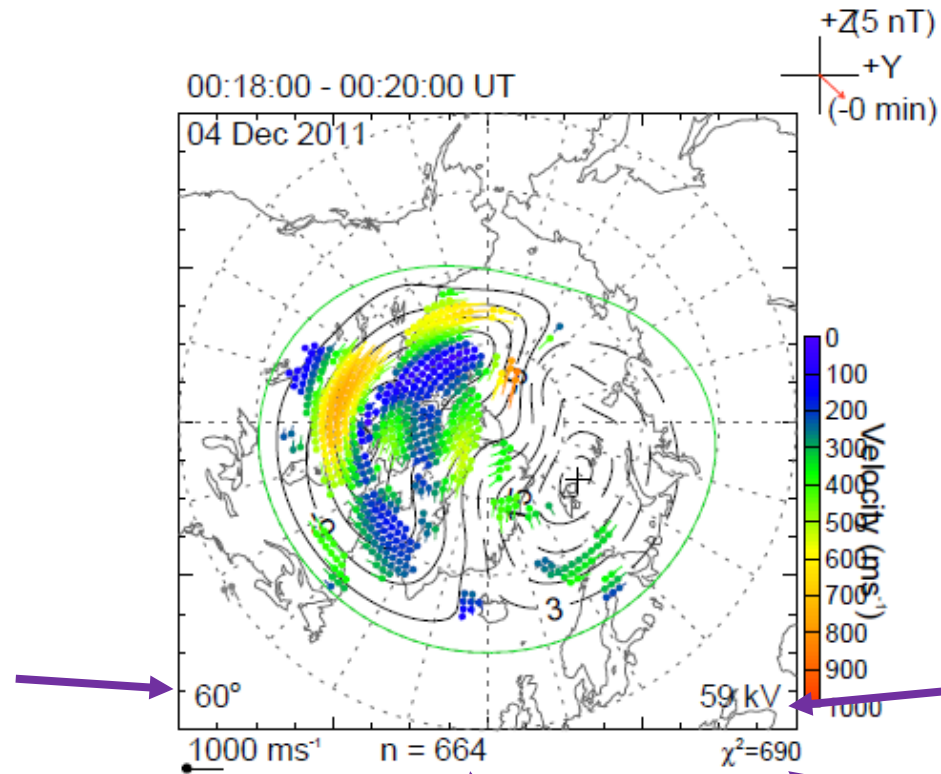 +Z(5 nT)
+Y
(-0 min)
00:18:00 - 00:20:00 UT
04 Dec 2011
0
100
200
300
400
500
600
700
800
900
1000
Velocity (ms⁻¹)
3
60°
59 kV
1000 ms⁻¹
n = 664
χ²=690